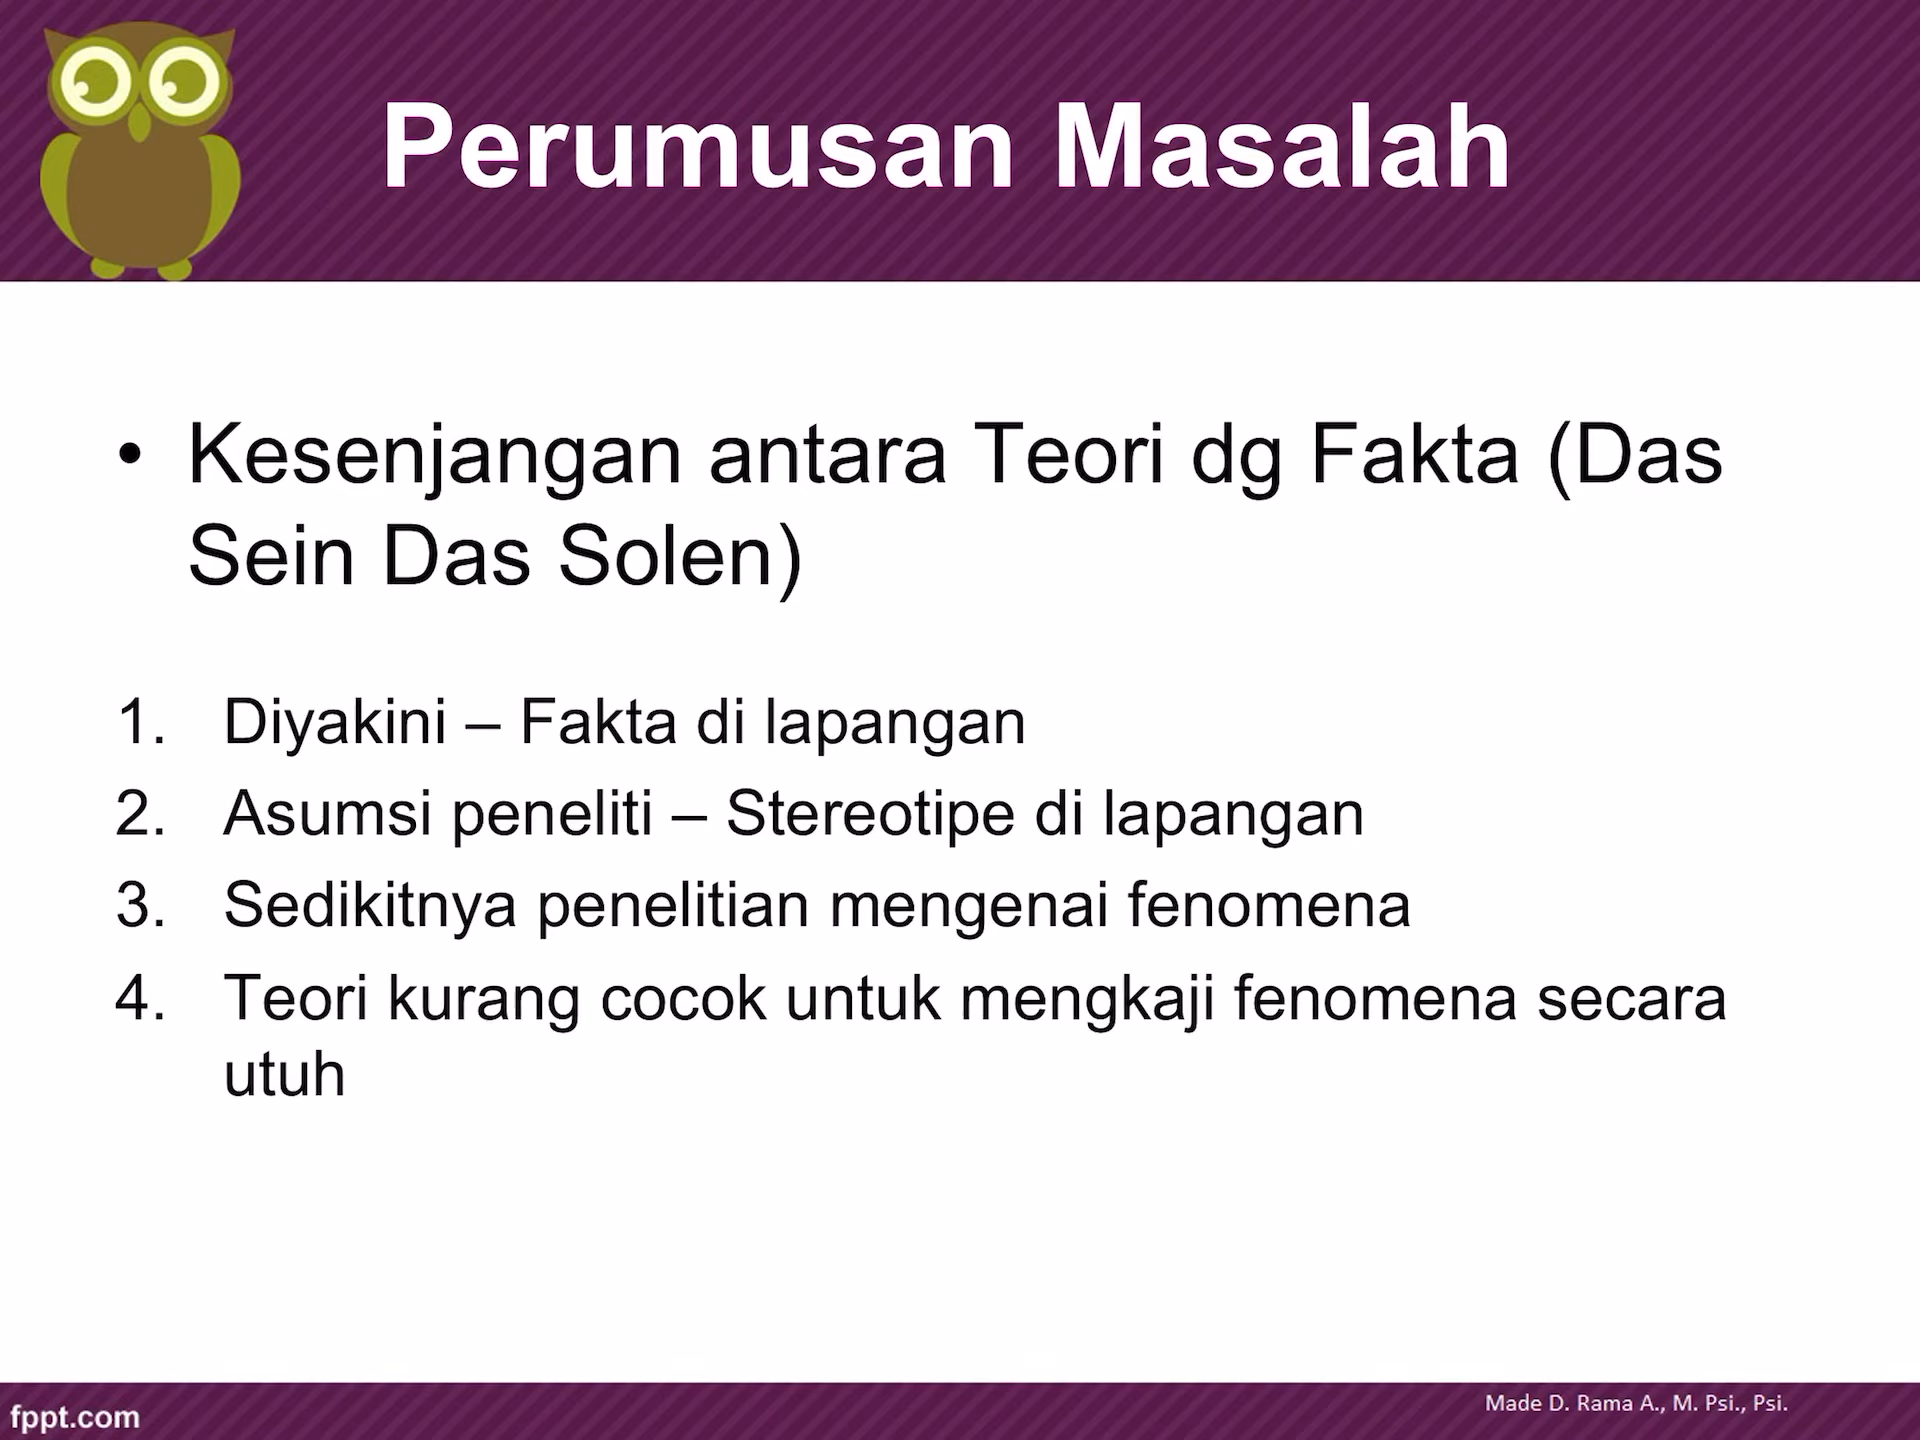 Perumusan Masalah
• Kesenjangan antara Teori dg Fakta (Das
Sein Das Solen)
1. Diyakini – Fakta di lapangan
2. Asumsi peneliti – Stereotipe di lapangan
3. Sedikitnya penelitian mengenai fenomena
4. Teori kurang cocok untuk mengkaji fenomena secara
utuh
fppt.com
Made D. Rama A., M. Psi., Psi.